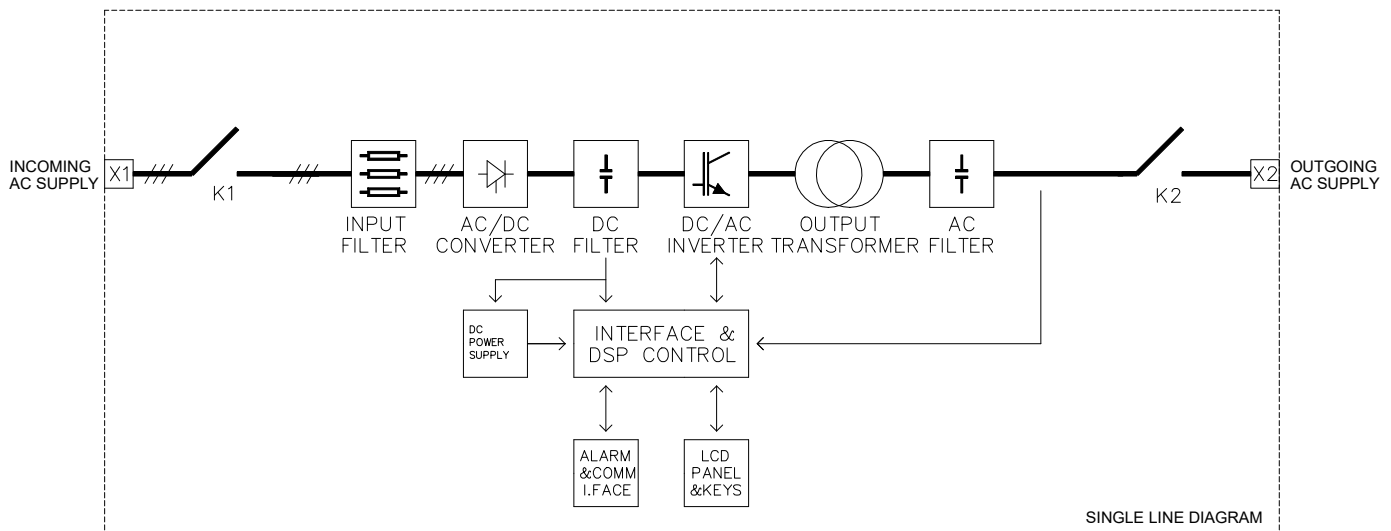 INCOMING
AC SUPPLY
X1
K1
INPUT
FILTER
AC/DC
CONVERTER
DC
FILTER
DC/AC
INVERTER
OUTPUT
TRANSFORMER
AC
FILTER
K2
X2
OUTGOING
AC SUPPLY
DC
POWER
SUPPLY
INTERFACE &
DSP CONTROL
ALARM
&COMM
I.FACE
LCD
PANEL
&KEYS
SINGLE LINE DIAGRAM